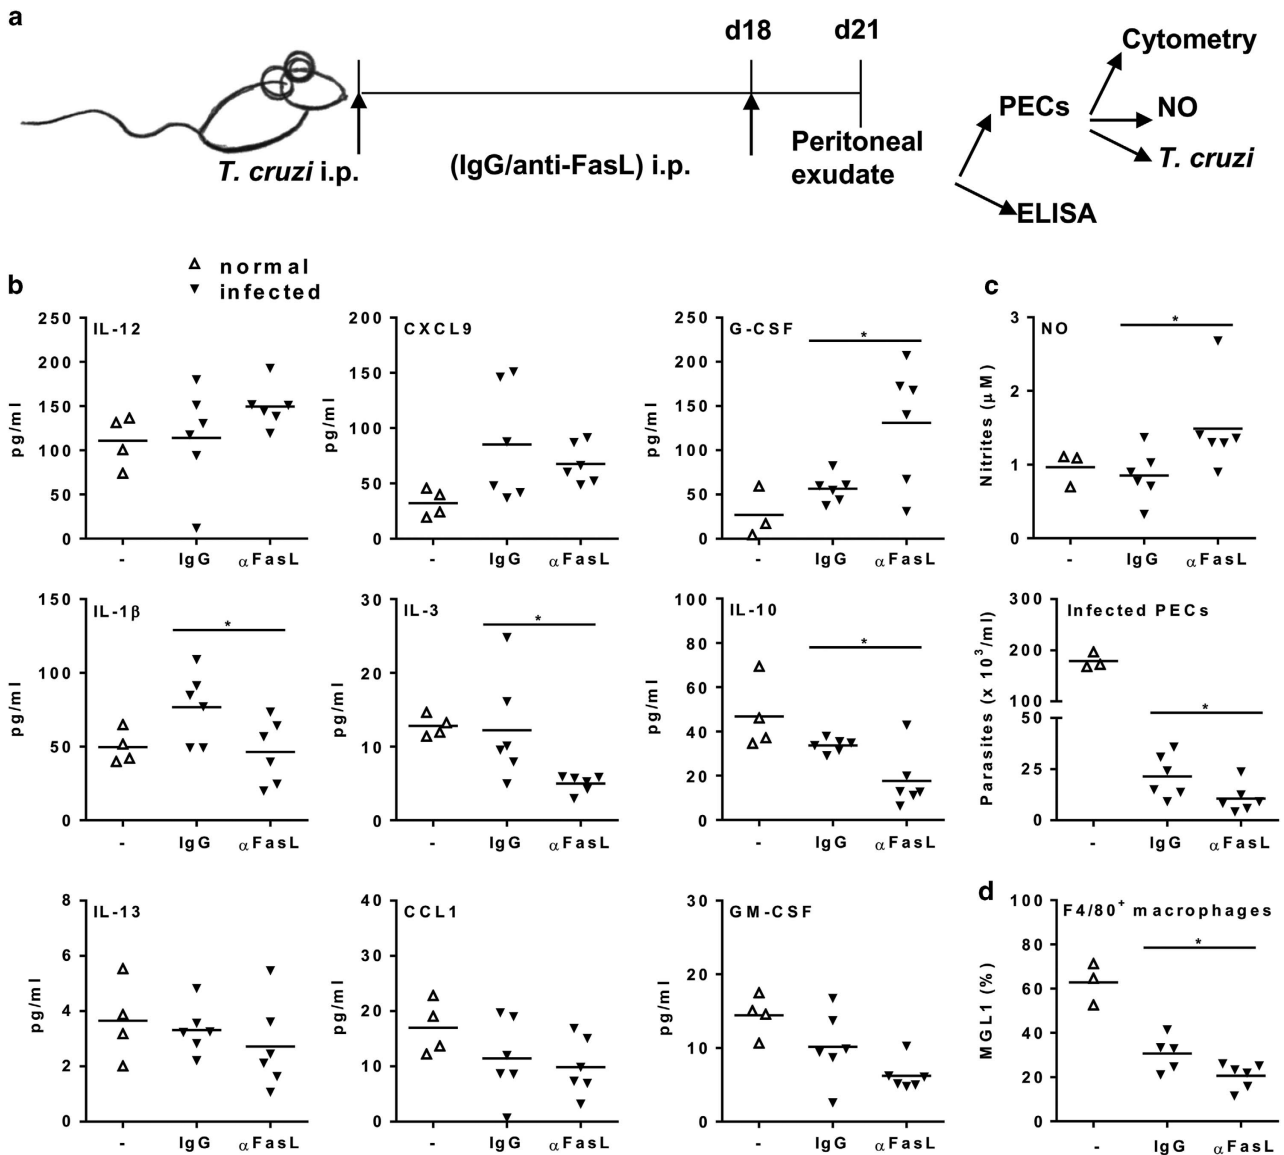 a
d18
d21
Cytometry
PECs
NO
T. cruzi
T. cruzi i.p.
(IgG/anti-FasL) i.p.
Peritoneal
exudate
ELISA
normal
infected
b
IL-12
250
200
150
100
50
0
pg/ml
-
IgG
αFasL
CXCL9
200
150
100
50
0
pg/ml
-
IgG
αFasL
G-CSF
*
250
200
150
100
50
0
pg/ml
-
IgG
αFasL
c
NO
*
3
2
1
0
Nitrites (μM)
-
IgG
αFasL
IL-1β
*
150
100
50
0
pg/ml
-
IgG
αFasL
IL-3
*
30
20
10
0
pg/ml
-
IgG
αFasL
IL-10
*
100
80
60
40
20
0
pg/ml
-
IgG
αFasL
Infected PECs
*
300
200
100
50
25
0
Parasites (x 10³/ml)
-
IgG
αFasL
IL-13
8
6
4
2
0
pg/ml
-
IgG
αFasL
CCL1
40
30
20
10
0
pg/ml
-
IgG
αFasL
GM-CSF
30
20
10
0
pg/ml
-
IgG
αFasL
d
F4/80⁺ macrophages
*
100
80
60
40
20
0
MGL1 (%)
-
IgG
αFasL